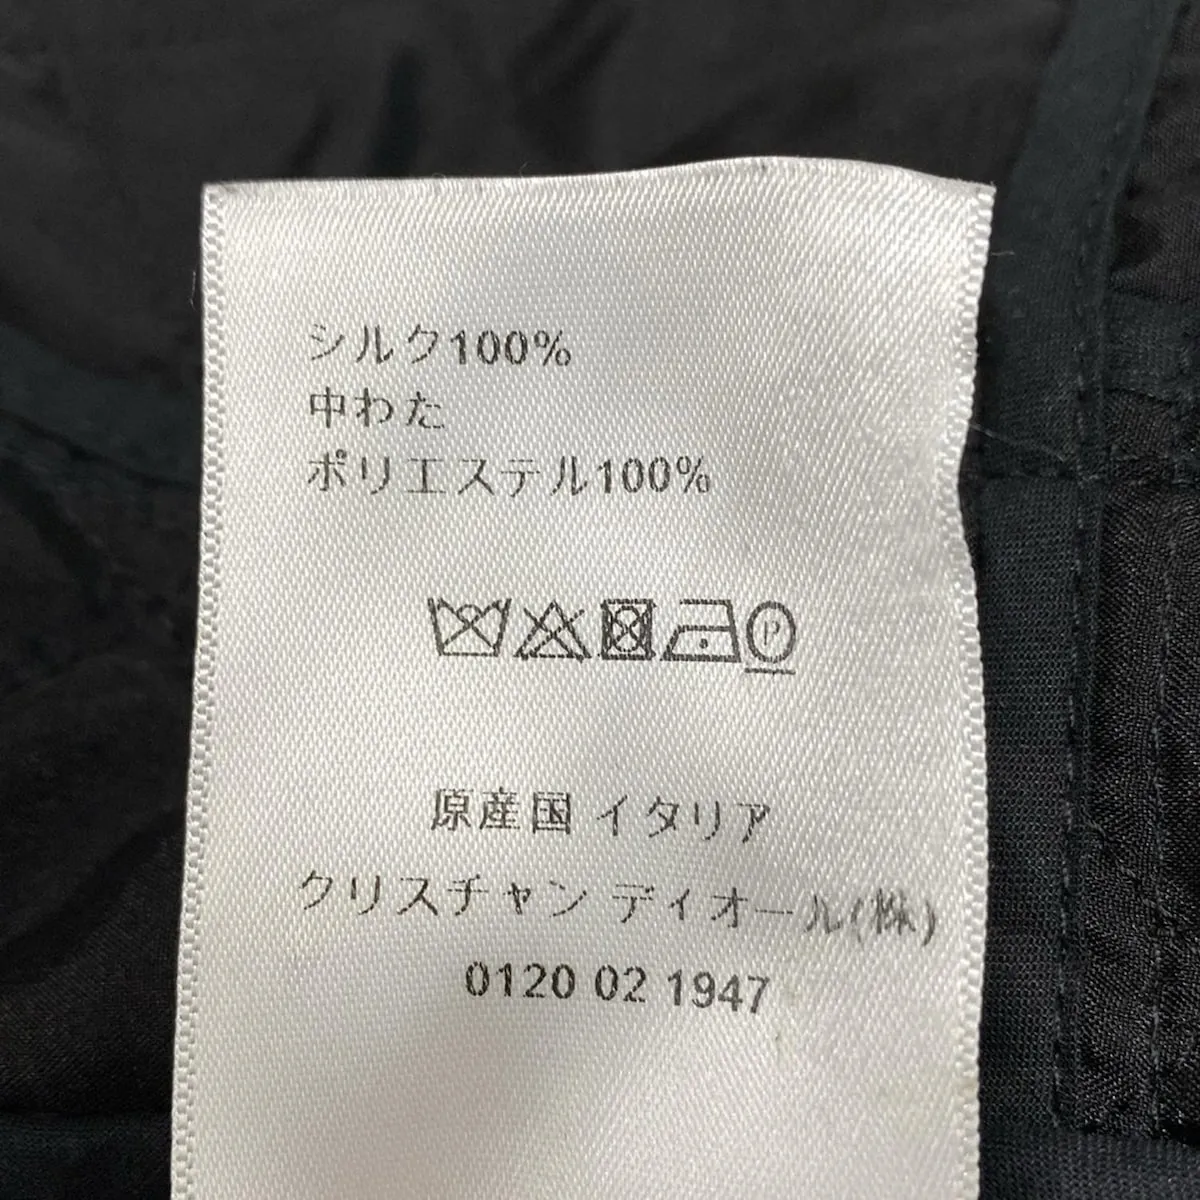 シルク100%
中わた
ポリエステル100%
P
原産国 イタリア
クリスチャン ディオール(株)
0120 02 1947